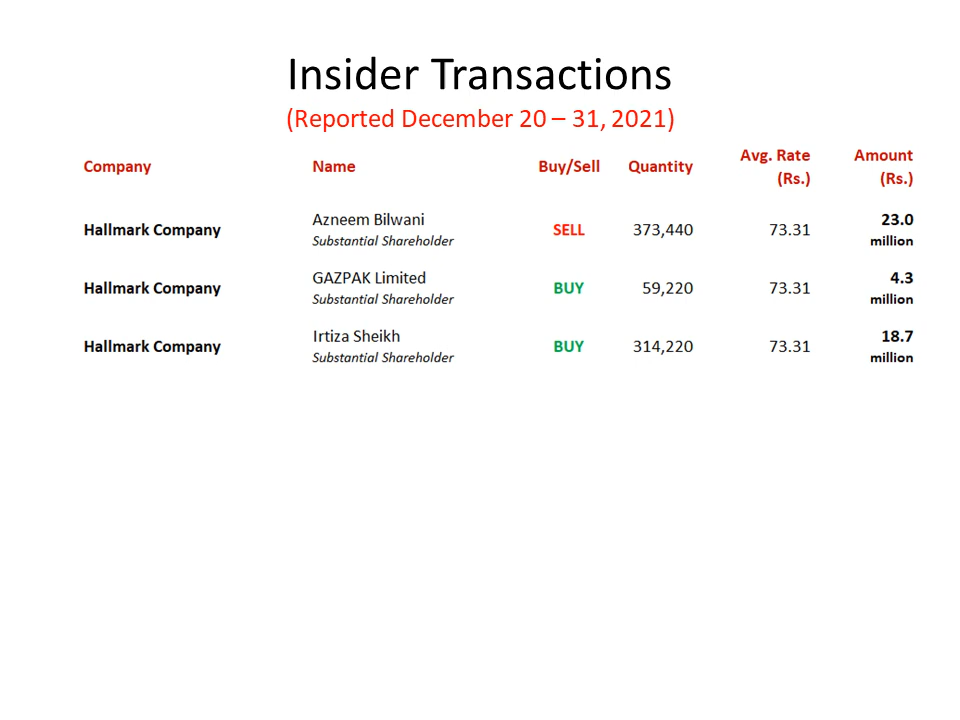 Insider Transactions
(Reported December 20 – 31, 2021)
Company Name Buy/Sell Quantity Avg. Rate (Rs.) Amount (Rs.)
Hallmark Company Azneem Bilwani SELL 373,440 73.31 23.0 million
Substantial Shareholder
Hallmark Company GAZPAK Limited BUY 59,220 73.31 4.3 million
Substantial Shareholder
Hallmark Company Irtiza Sheikh BUY 314,220 73.31 18.7 million
Substantial Shareholder